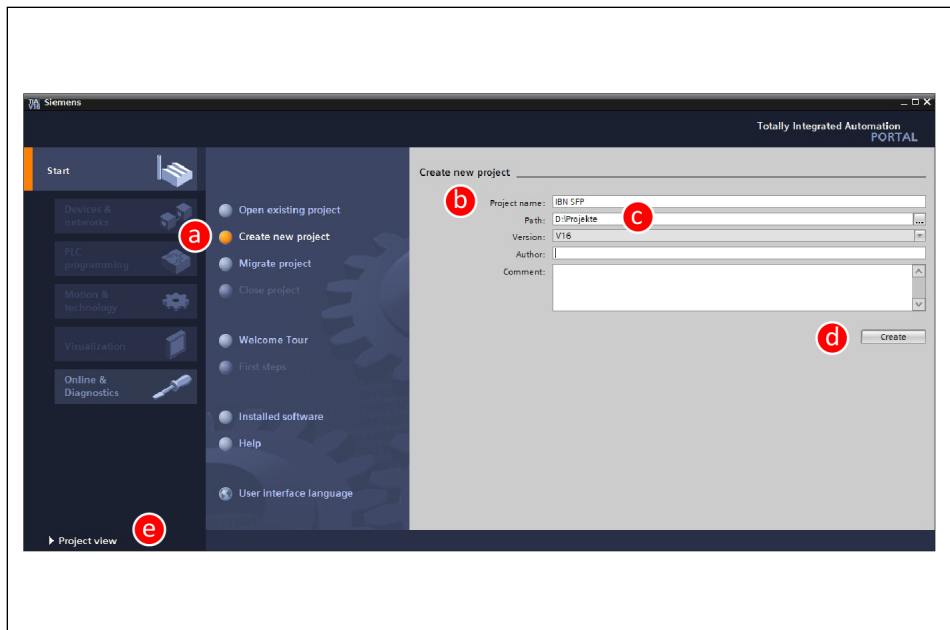 TIA V16 Siemens
Totally Integrated Automation
PORTAL
Start
Devices & networks
PLC programming
Motion & technology
Visualization
Online & Diagnostics
a
Open existing project
Create new project
Migrate project
Close project
Welcome Tour
First steps
Installed software
Help
User interface language
Create new project
b
Project name: IBN SFP
Path: D:\Projekte
c
...
Version: V16
Author:
Comment:
d
Create
Project view
e